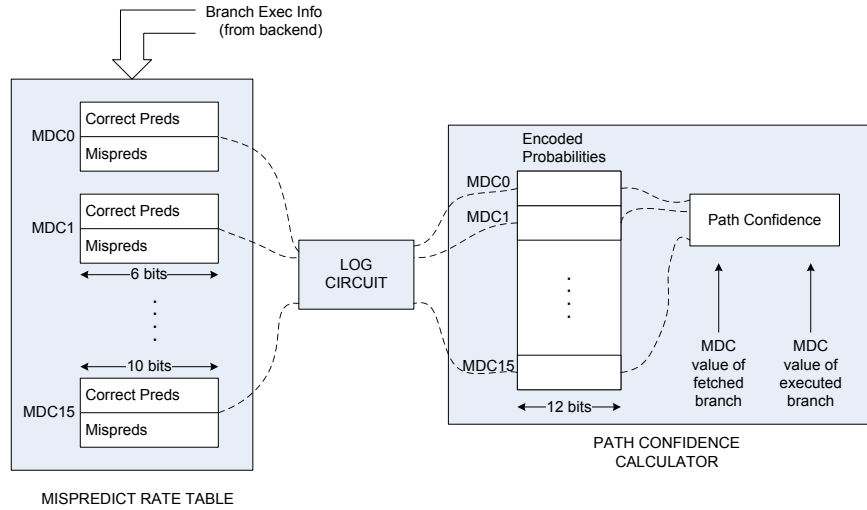 Branch Exec Info
(from backend)
MDC0
Correct Preds
Mispreds
MDC1
Correct Preds
Mispreds
6 bits
10 bits
MDC15
Correct Preds
Mispreds
MISPREDICT RATE TABLE
LOG
CIRCUIT
Encoded
Probabilities
MDC0
MDC1
MDC15
12 bits
Path Confidence
MDC
value of
fetched
branch
MDC
value of
executed
branch
PATH CONFIDENCE
CALCULATOR